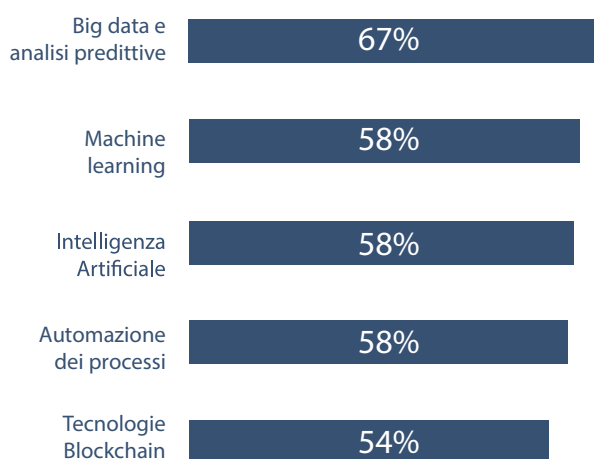 Big data e
analisi predittive
67%
Machine
learning
58%
Intelligenza
Artificiale
58%
Automazione
dei processi
58%
Tecnologie
Blockchain
54%